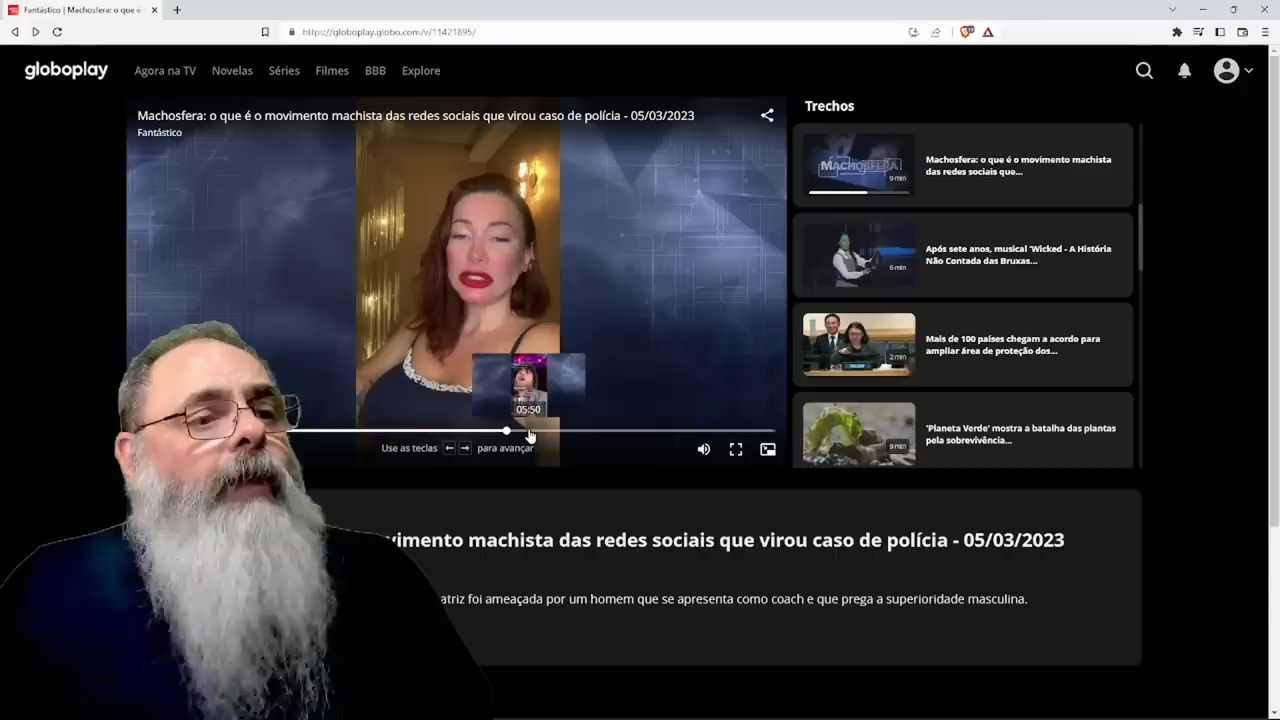 Fantástico | Machosfera: o que é
https://globoplay.globo.com/v/11421895/
globoplay
Agora na TV
Novelas
Séries
Filmes
BBB
Explore
Machosfera: o que é o movimento machista das redes sociais que virou caso de polícia - 05/03/2023
Fantástico
05:50
Use as teclas ← → para avançar
Trechos
MACHOSFERA
9 min
Machosfera: o que é o movimento machista
das redes sociais que...
6 min
Após sete anos, musical 'Wicked - A História
Não Contada das Bruxas...
2 min
Mais de 100 países chegam a acordo para
ampliar área de proteção dos...
9 min
'Planeta Verde' mostra a batalha das plantas
pela sobrevivência...
vimento machista das redes sociais que virou caso de polícia - 05/03/2023
atriz foi ameaçada por um homem que se apresenta como coach e que prega a superioridade masculina.